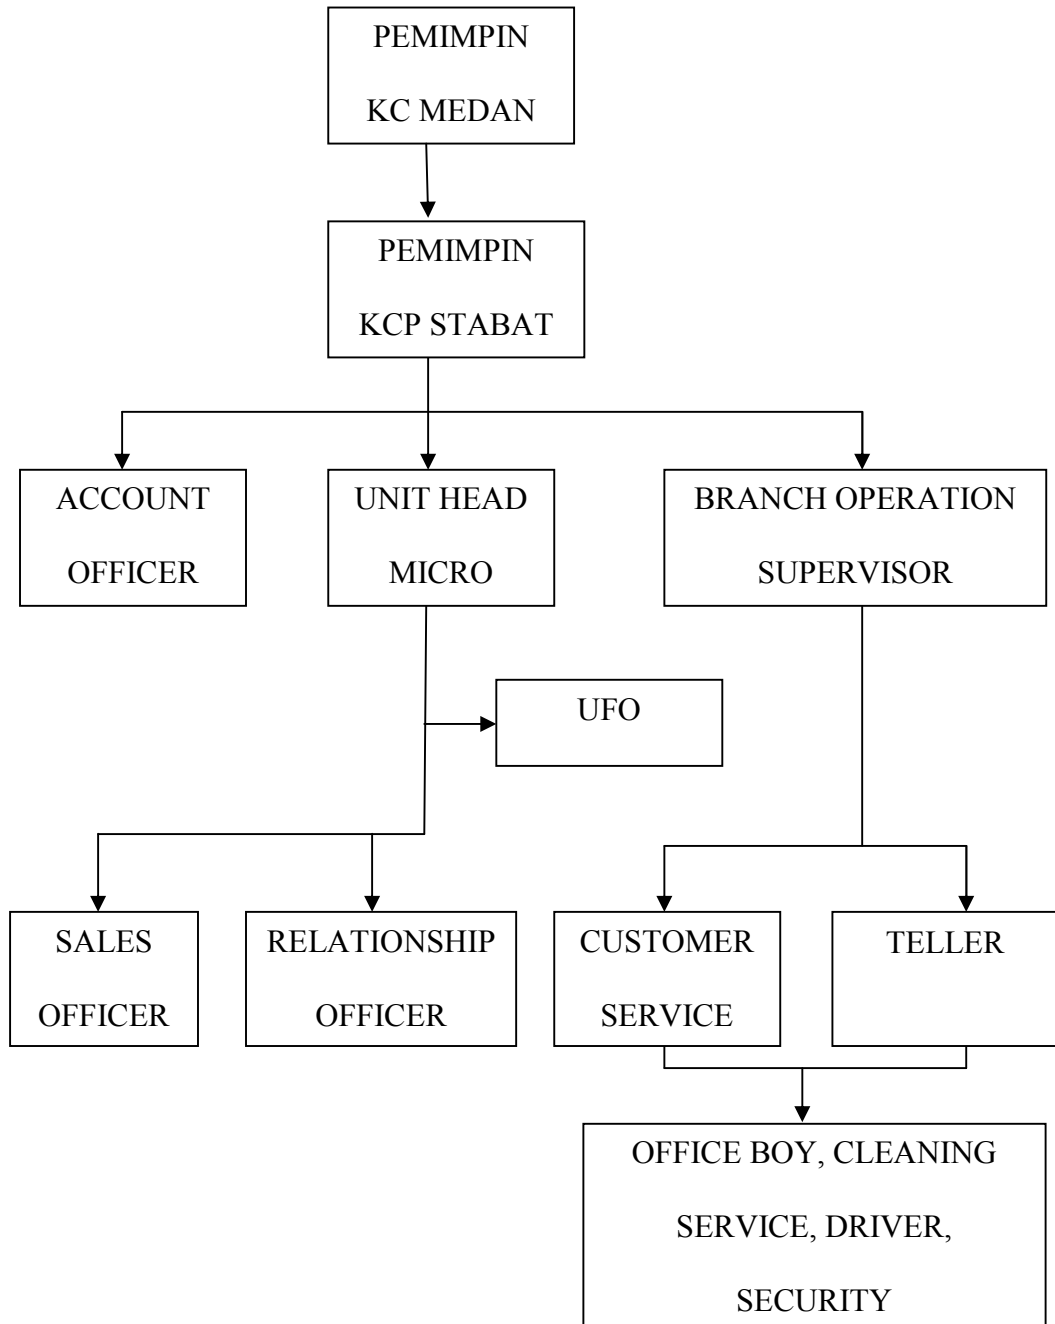 PEMIMPIN
KC MEDAN
PEMIMPIN
KCP STABAT
ACCOUNT
OFFICER
UNIT HEAD
MICRO
BRANCH OPERATION
SUPERVISOR
UFO
SALES
OFFICER
RELATIONSHIP
OFFICER
CUSTOMER
SERVICE
TELLER
OFFICE BOY, CLEANING
SERVICE, DRIVER,
SECURITY